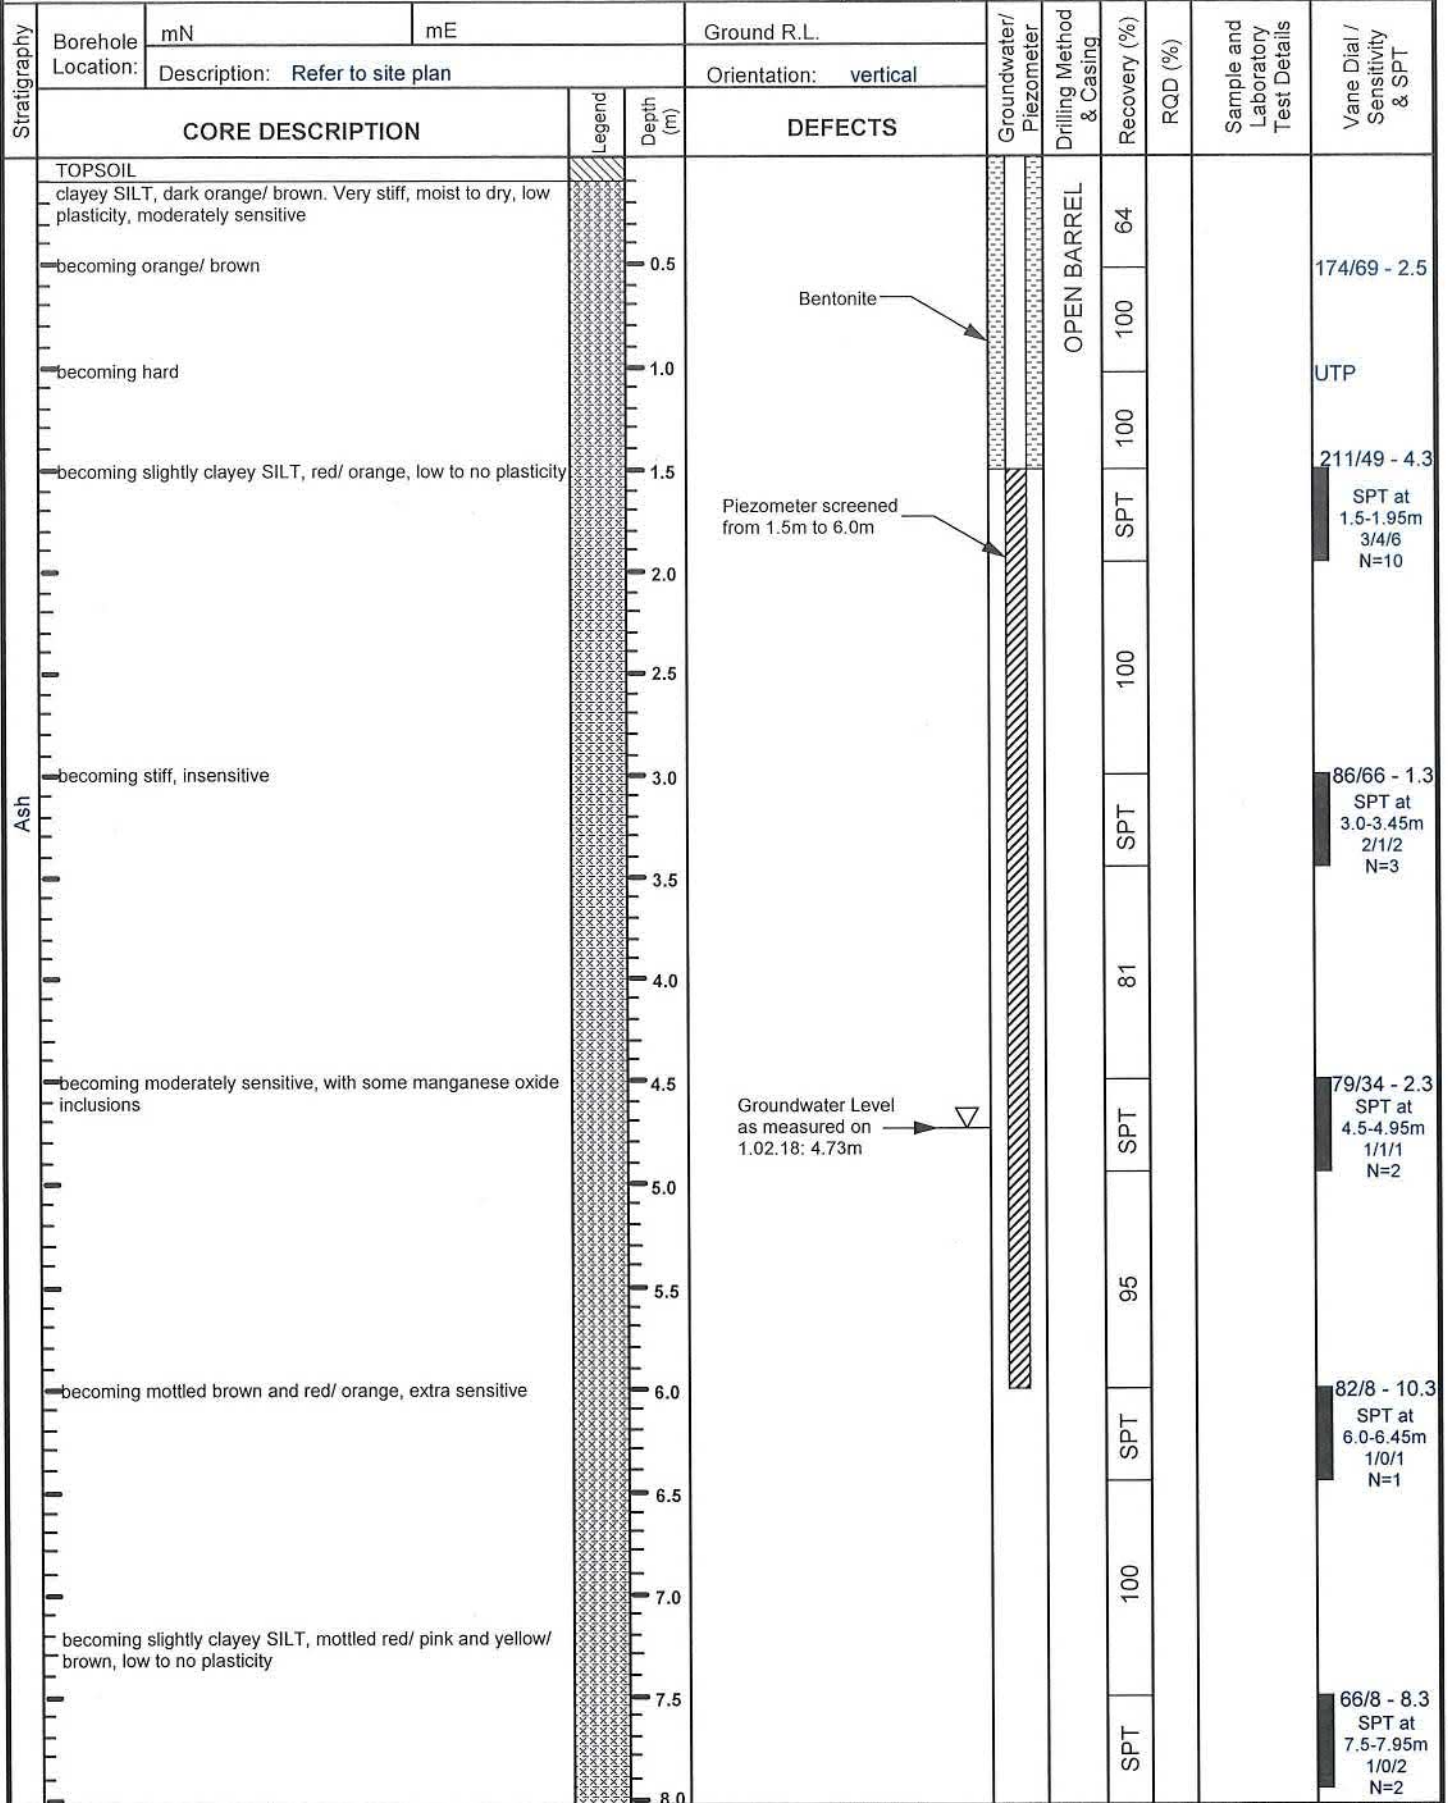 Stratigraphy
Borehole
Location:
mN
mE
Ground R.L.
Description: Refer to site plan
Orientation: vertical
CORE DESCRIPTION
Legend
Depth
(m)
DEFECTS
Groundwater/
Piezometer
Drilling Method
& Casing
Recovery (%)
RQD (%)
Sample and
Laboratory
Test Details
Vane Dial /
Sensitivity
& SPT
TOPSOIL
clayey SILT, dark orange/ brown. Very stiff, moist to dry, low
plasticity, moderately sensitive
OPEN BARREL
64
becoming orange/ brown
0.5
174/69 - 2.5
Bentonite
100
becoming hard
1.0
UTP
100
becoming slightly clayey SILT, red/ orange, low to no plasticity
1.5
211/49 - 4.3
Piezometer screened
from 1.5m to 6.0m
SPT
SPT at
1.5-1.95m
3/4/6
N=10
2.0
100
2.5
becoming stiff, insensitive
3.0
86/66 - 1.3
Ash
SPT
SPT at
3.0-3.45m
2/1/2
N=3
3.5
81
4.0
becoming moderately sensitive, with some manganese oxide
inclusions
4.5
79/34 - 2.3
Groundwater Level
as measured on
1.02.18: 4.73m
SPT
SPT at
4.5-4.95m
1/1/1
N=2
5.0
95
5.5
becoming mottled brown and red/ orange, extra sensitive
6.0
82/8 - 10.3
SPT
SPT at
6.0-6.45m
1/0/1
N=1
6.5
100
7.0
becoming slightly clayey SILT, mottled red/ pink and yellow/
brown, low to no plasticity
7.5
66/8 - 8.3
SPT
SPT at
7.5-7.95m
1/0/2
N=2
8.0